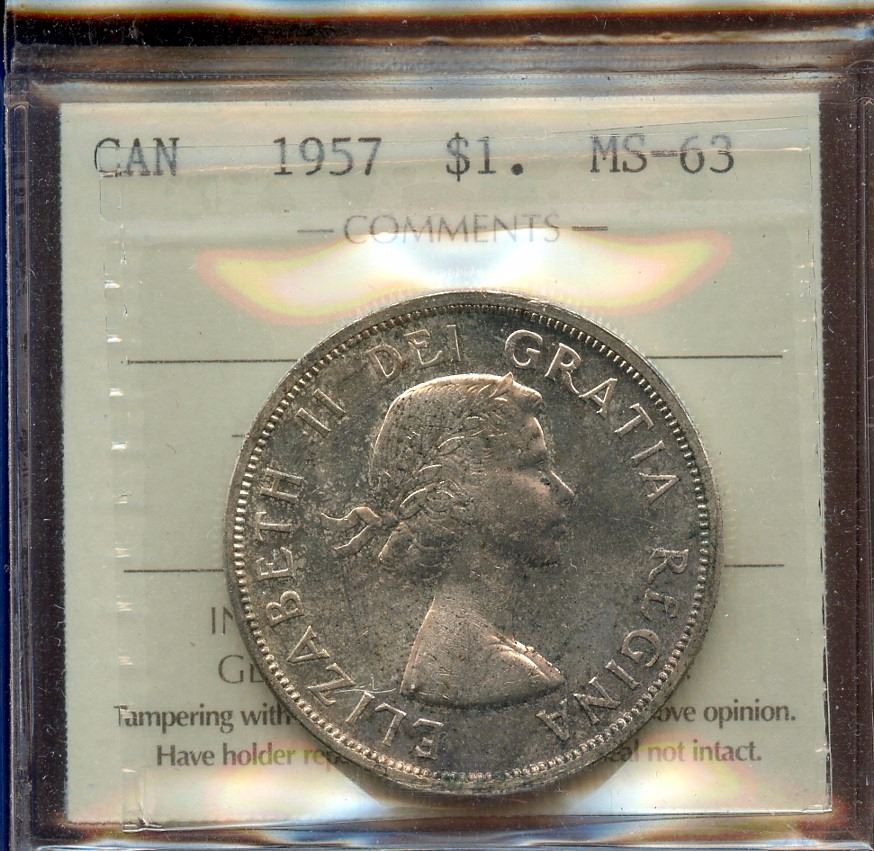 CAN 1957 $1. MS-63
— COMMENTS —
ELIZABETH II DEI GRATIA REGINA
IN
GE
Tampering with ove opinion.
Have holder rep al not intact.